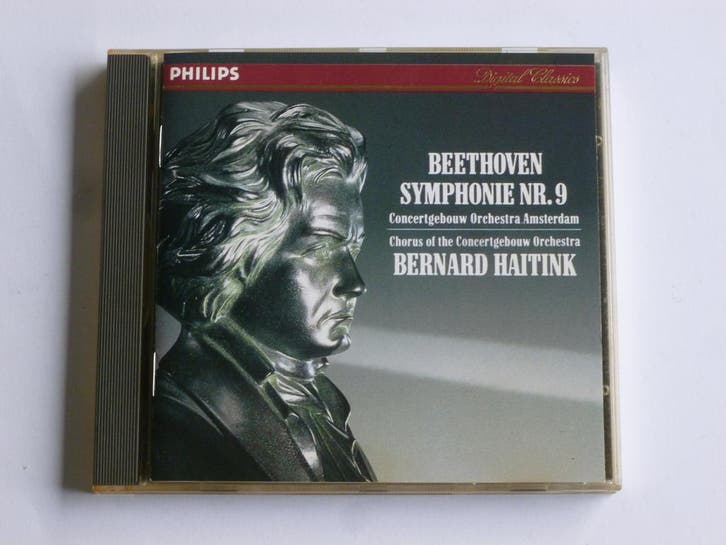 PHILIPS
Digital Classics
BEETHOVEN
SYMPHONIE NR. 9
Concertgebouw Orchestra Amsterdam
Chorus of the Concertgebouw Orchestra
BERNARD HAITINK